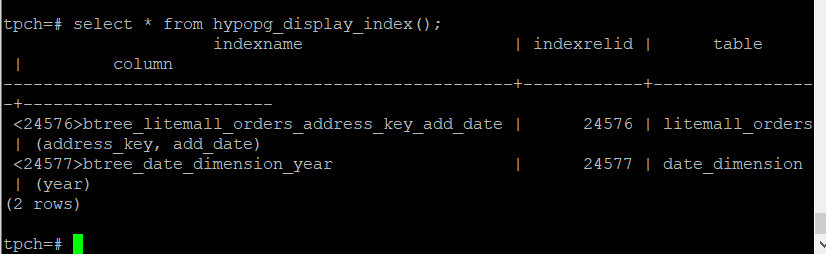 tpch=# select * from hypopg_display_index();
                   indexname                    | indexrelid |      table
 |         column
------------------------------------------------+------------+----------------
-+-------------------------
 <24576>btree_litemall_orders_address_key_add_date |      24576 | litemall_orders
 | (address_key, add_date)
 <24577>btree_date_dimension_year                  |      24577 | date_dimension
 | (year)
(2 rows)
tpch=#